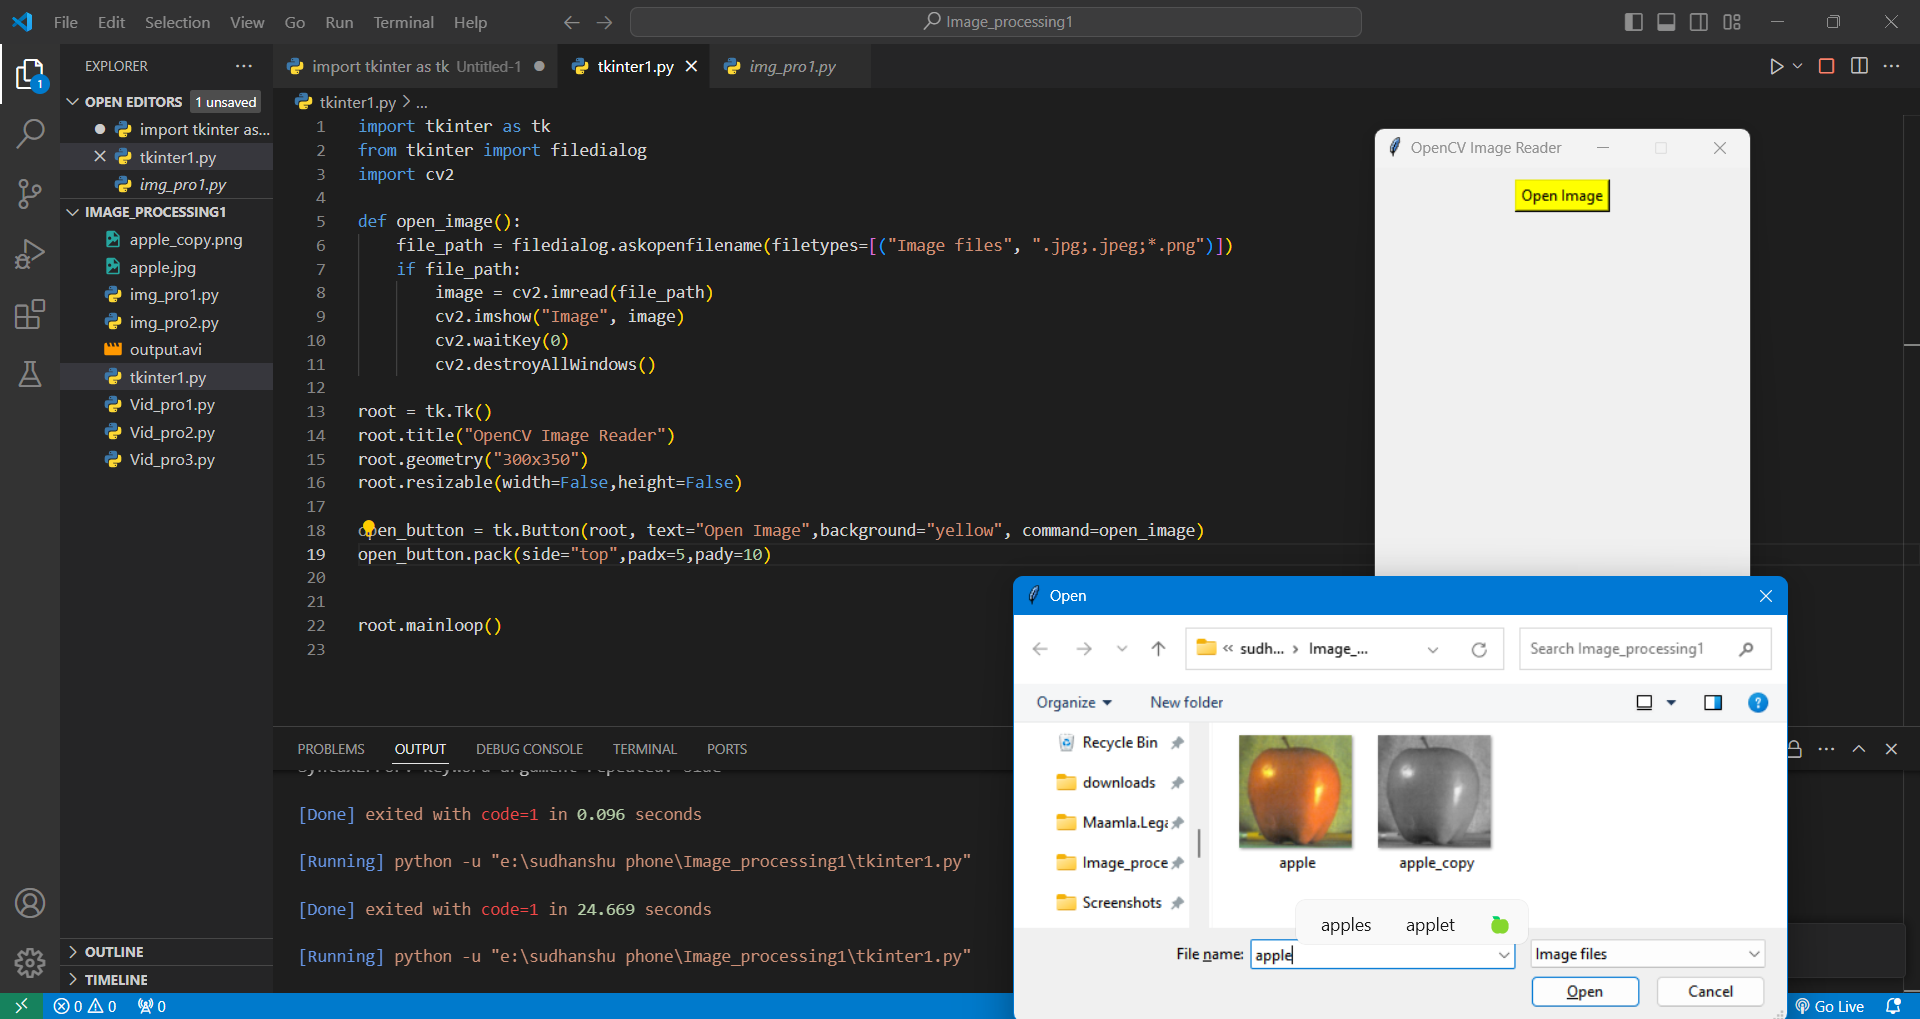 File Edit Selection View Go Run Terminal Help Image_processing1
EXPLORER
OPEN EDITORS 1 unsaved
import tkinter as...
tkinter1.py
img_pro1.py
IMAGE_PROCESSING1
apple_copy.png
apple.jpg
img_pro1.py
img_pro2.py
output.avi
tkinter1.py
Vid_pro1.py
Vid_pro2.py
Vid_pro3.py
OUTLINE
TIMELINE
import tkinter as tk Untitled-1 tkinter1.py img_pro1.py
tkinter1.py > ...
1 import tkinter as tk
2 from tkinter import filedialog
3 import cv2
4
5 def open_image():
6 file_path = filedialog.askopenfilename(filetypes=[("Image files", ".jpg;.jpeg;*.png")])
7 if file_path:
8 image = cv2.imread(file_path)
9 cv2.imshow("Image", image)
10 cv2.waitKey(0)
11 cv2.destroyAllWindows()
12
13 root = tk.Tk()
14 root.title("OpenCV Image Reader")
15 root.geometry("300x350")
16 root.resizable(width=False,height=False)
17
18 open_button = tk.Button(root, text="Open Image",background="yellow", command=open_image)
19 open_button.pack(side="top",padx=5,pady=10)
20
21
22 root.mainloop()
23
OpenCV Image Reader
Open Image
PROBLEMS OUTPUT DEBUG CONSOLE TERMINAL PORTS
[Done] exited with code=1 in 0.096 seconds
[Running] python -u "e:\sudhanshu phone\Image_processing1\tkinter1.py"
[Done] exited with code=1 in 24.669 seconds
[Running] python -u "e:\sudhanshu phone\Image_processing1\tkinter1.py"
Open
« sudh... > Image_... Search Image_processing1
Organize New folder
Recycle Bin
downloads
Maamla.Lega
Image_proce
Screenshots
apple apple_copy
apples applet
File name: apple Image files
Open Cancel
1
0 0 0 Go Live